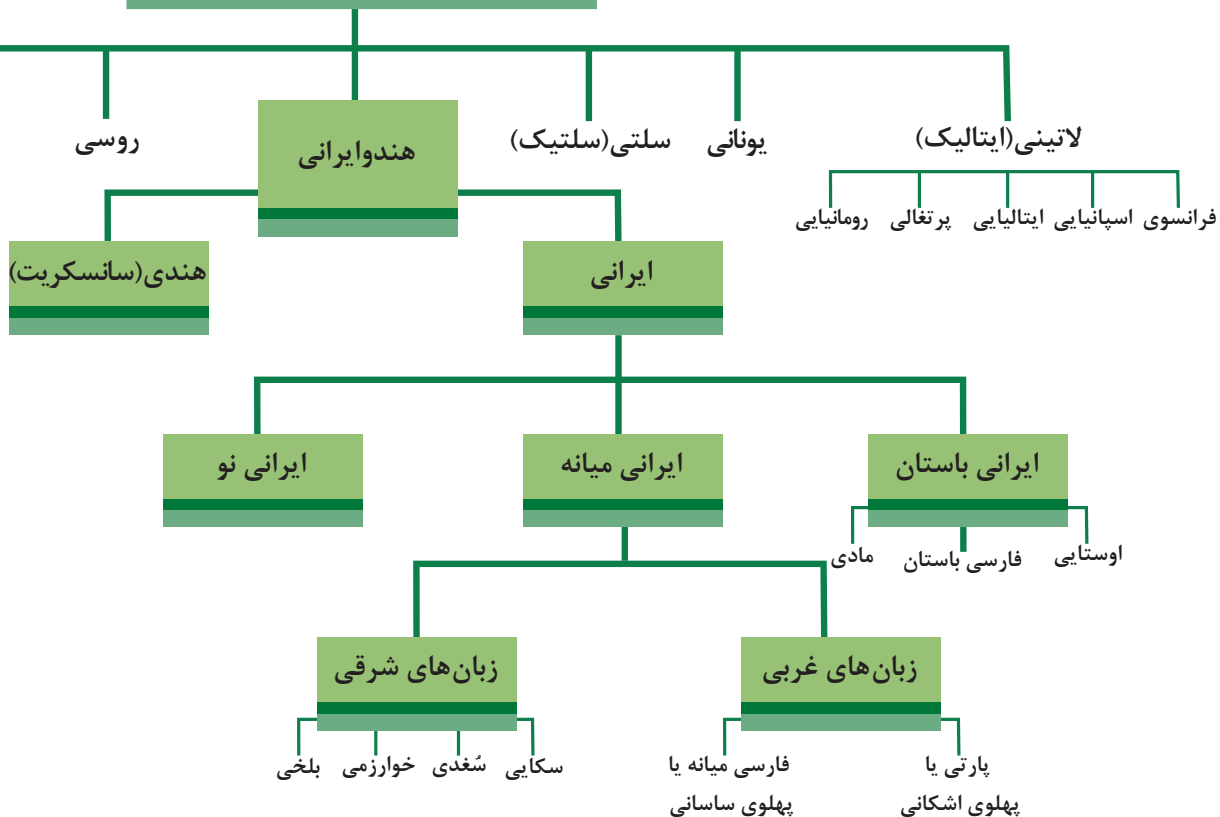 لاتینی(ایتالیک)
یونانی
سلتی(سلتیک)
هندوایرانی
روسی
فرانسوی
اسپانیایی
ایتالیایی
پرتغالی
رومانیایی
ایرانی
هندی(سانسکریت)
ایرانی باستان
ایرانی میانه
ایرانی نو
اوستایی
فارسی باستان
مادی
زبان‌های غربی
زبان‌های شرقی
پارتی یا
پهلوی اشکانی
فارسی میانه یا
پهلوی ساسانی
سکایی
سُغدی
خوارزمی
بلخی